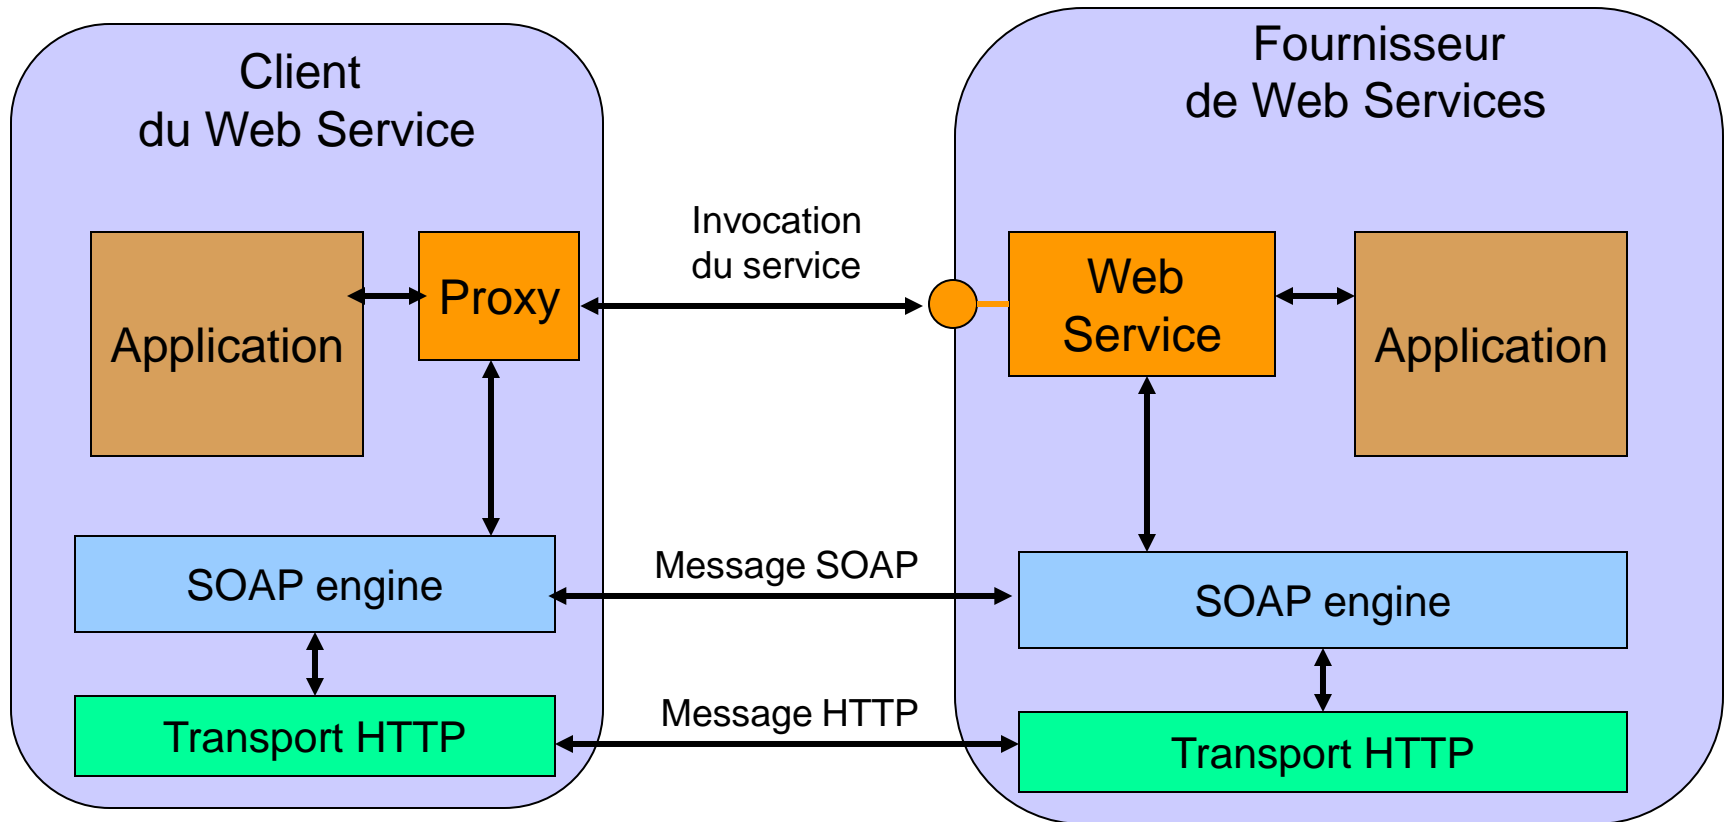 Client
du Web Service
Fournisseur
de Web Services
Invocation
du service
Application
Proxy
Web
Service
Application
SOAP engine
Message SOAP
SOAP engine
Transport HTTP
Message HTTP
Transport HTTP